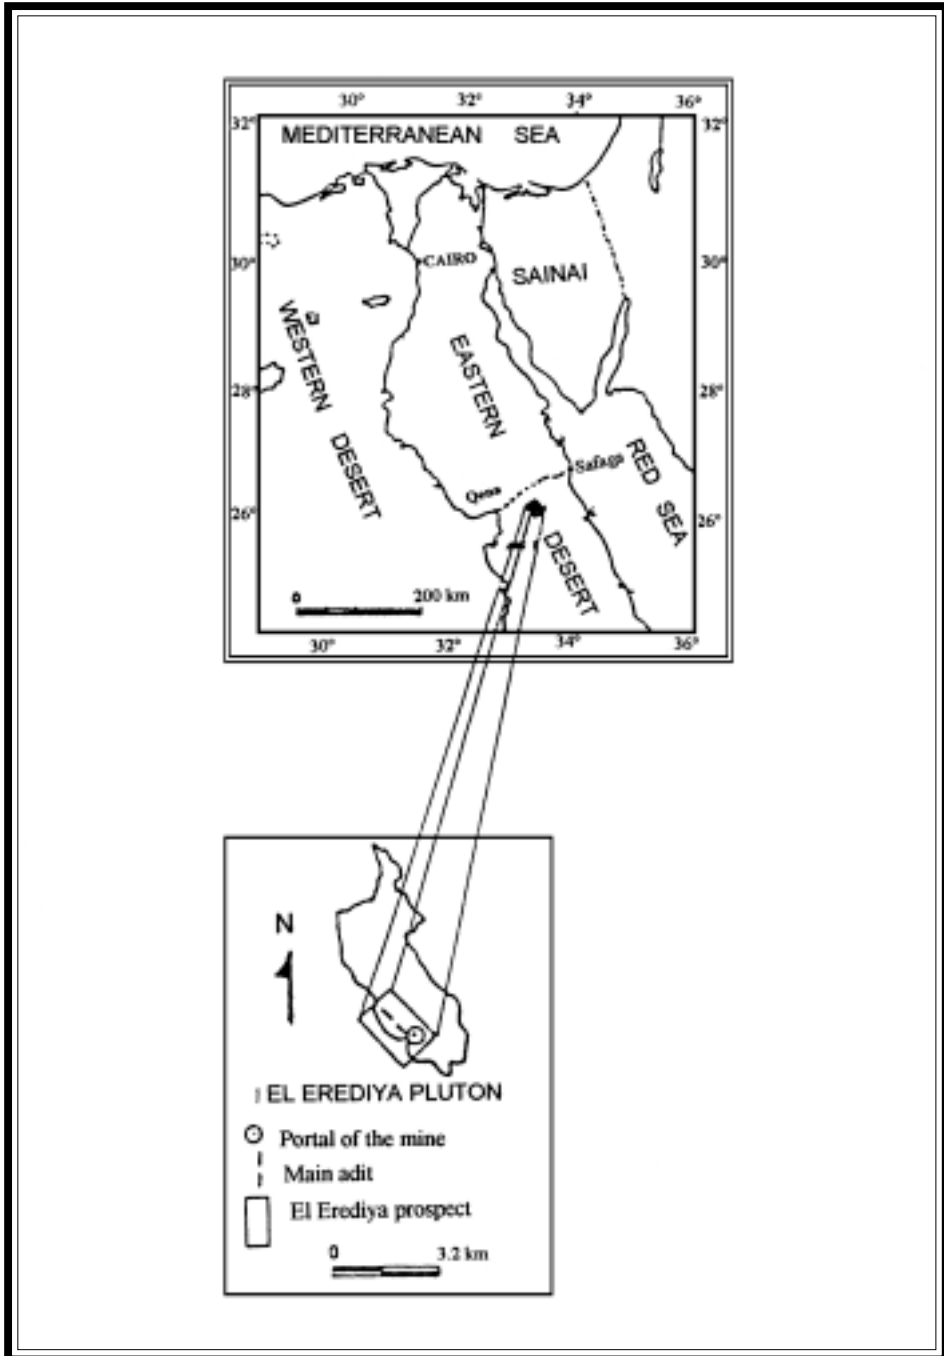 30° 32° 34° 36°
32° 32°
MEDITERRANEAN SEA
30° CAIRO 30°
SAINAI
WESTERN DESERT
EASTERN DESERT
28° 28°
RED SEA
Safaga
Qena
26° 26°
0 200 km
30° 32° 34° 36°
N
EL EREDIYA PLUTON
Portal of the mine
Main adit
El Erediya prospect
0 3.2 km